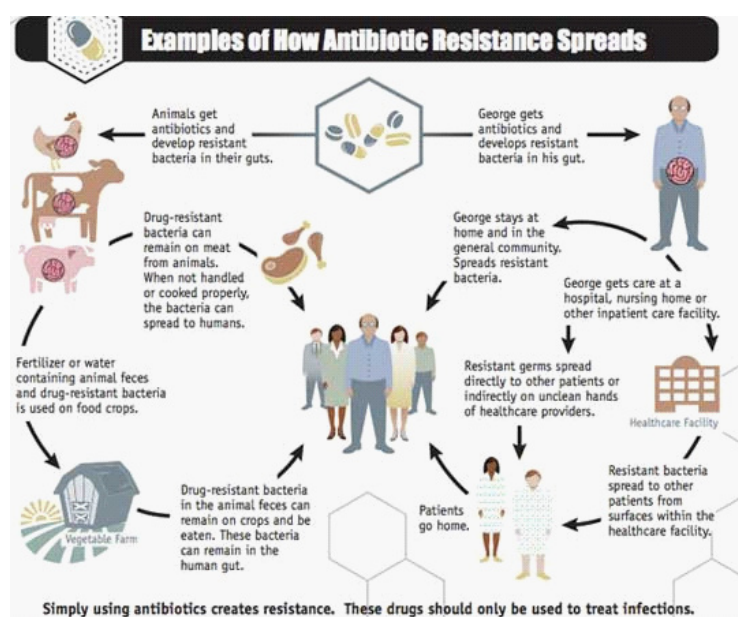 Examples of How Antibiotic Resistance Spreads
Animals get
antibiotics and
develop resistant
bacteria in their guts.
George gets
antibiotics and
develops resistant
bacteria in his gut.
Drug-resistant
bacteria can
remain on meat
from animals.
When not handled
or cooked properly,
the bacteria can
spread to humans.
George stays at
home and in the
general community.
Spreads resistant
bacteria.
George gets care at a
hospital, nursing home or
other inpatient care facility.
Fertilizer or water
containing animal feces
and drug-resistant bacteria
is used on food crops.
Resistant germs spread
directly to other patients or
indirectly on unclean hands
of healthcare providers.
Healthcare Facility
Vegetable Farm
Drug-resistant bacteria
in the animal feces can
remain on crops and be
eaten. These bacteria
can remain in the
human gut.
Patients
go home.
Resistant bacteria
spread to other
patients from
surfaces within the
healthcare facility.
Simply using antibiotics creates resistance. These drugs should only be used to treat infections.